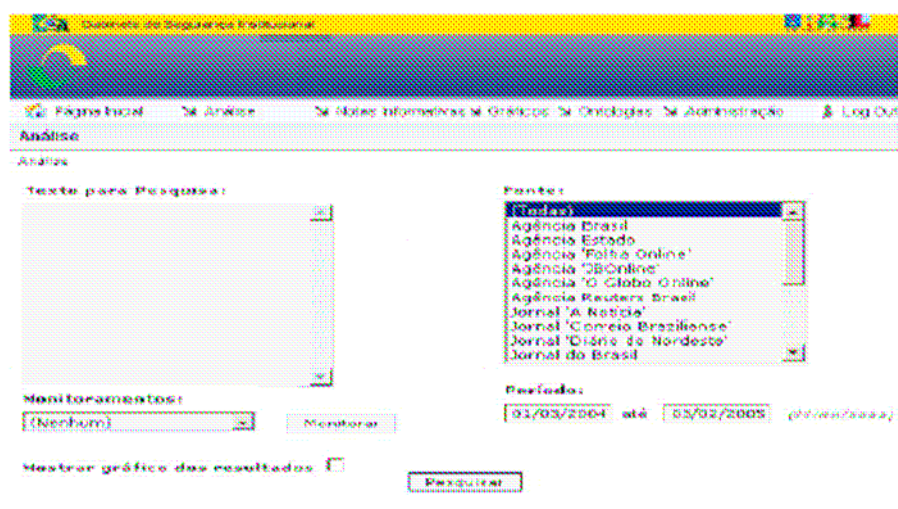 Gabinete de Segurança Institucional
Página Inicial Análise Notas Informativas Gráficos Ontologias Administração Log Out
Análise
Análise
Texto para Pesquisa:
Fonte:
(Todas)
Agência Brasil
Agência Estado
Agência 'Folha Online'
Agência 'JBOnline'
Agência 'O Globo Online'
Agência Reuters Brasil
Jornal 'A Notícia'
Jornal 'Correio Braziliense'
Jornal 'Diário do Nordeste'
Jornal do Brasil
Monitoramentos:
(Nenhum) Monitorar
Período:
01/03/2004 até 03/02/2005
Mostrar gráfico dos resultados
Pesquisar